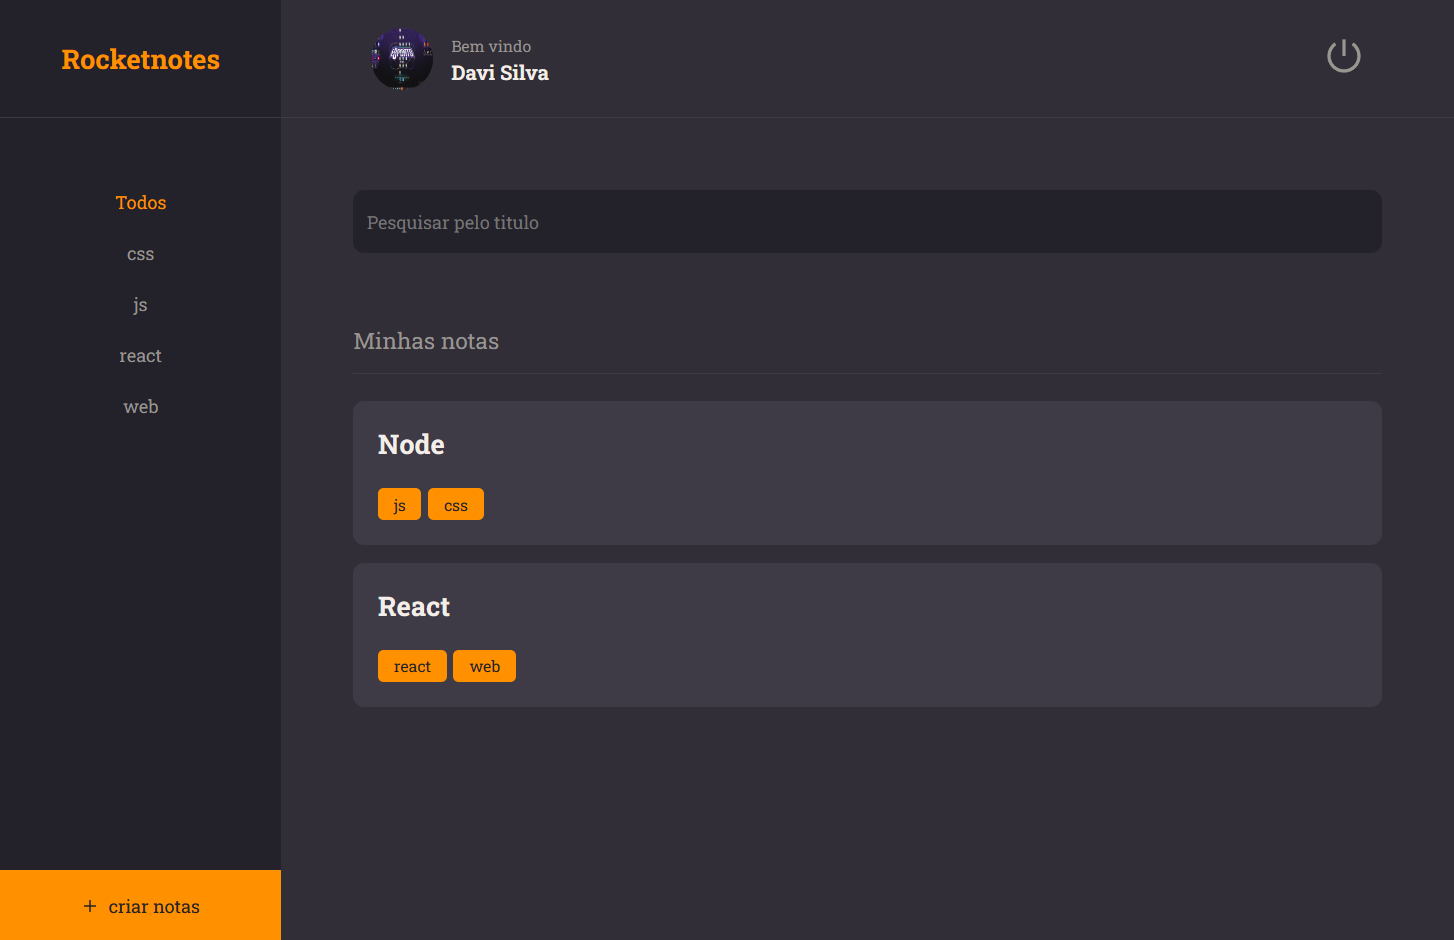 Rocketnotes
Bem vindo
Davi Silva
Todos
css
js
react
web
Pesquisar pelo titulo
Minhas notas
Node
js css
React
react web
+ criar notas